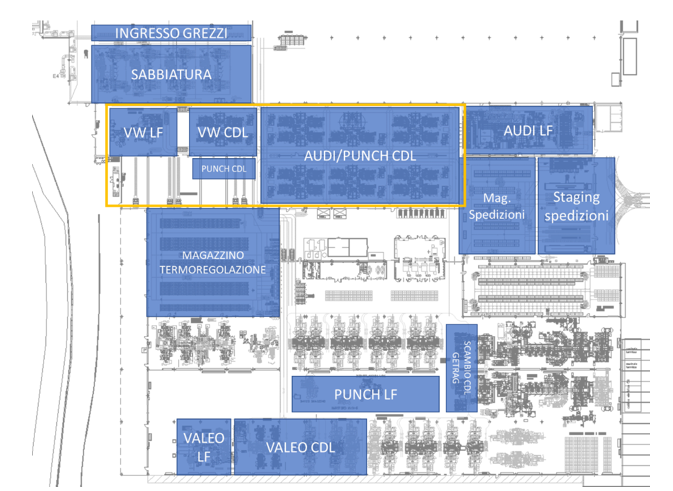 INGRESSO GREZZI
SABBIATURA
VW LF
VW CDL
PUNCH CDL
AUDI/PUNCH CDL
AUDI LF
Mag.
Spedizioni
Staging
spedizioni
MAGAZZINO
TERMOREGOLAZIONE
SCAMBIO CDL
GETRAG
PUNCH LF
VALEO
LF
VALEO CDL